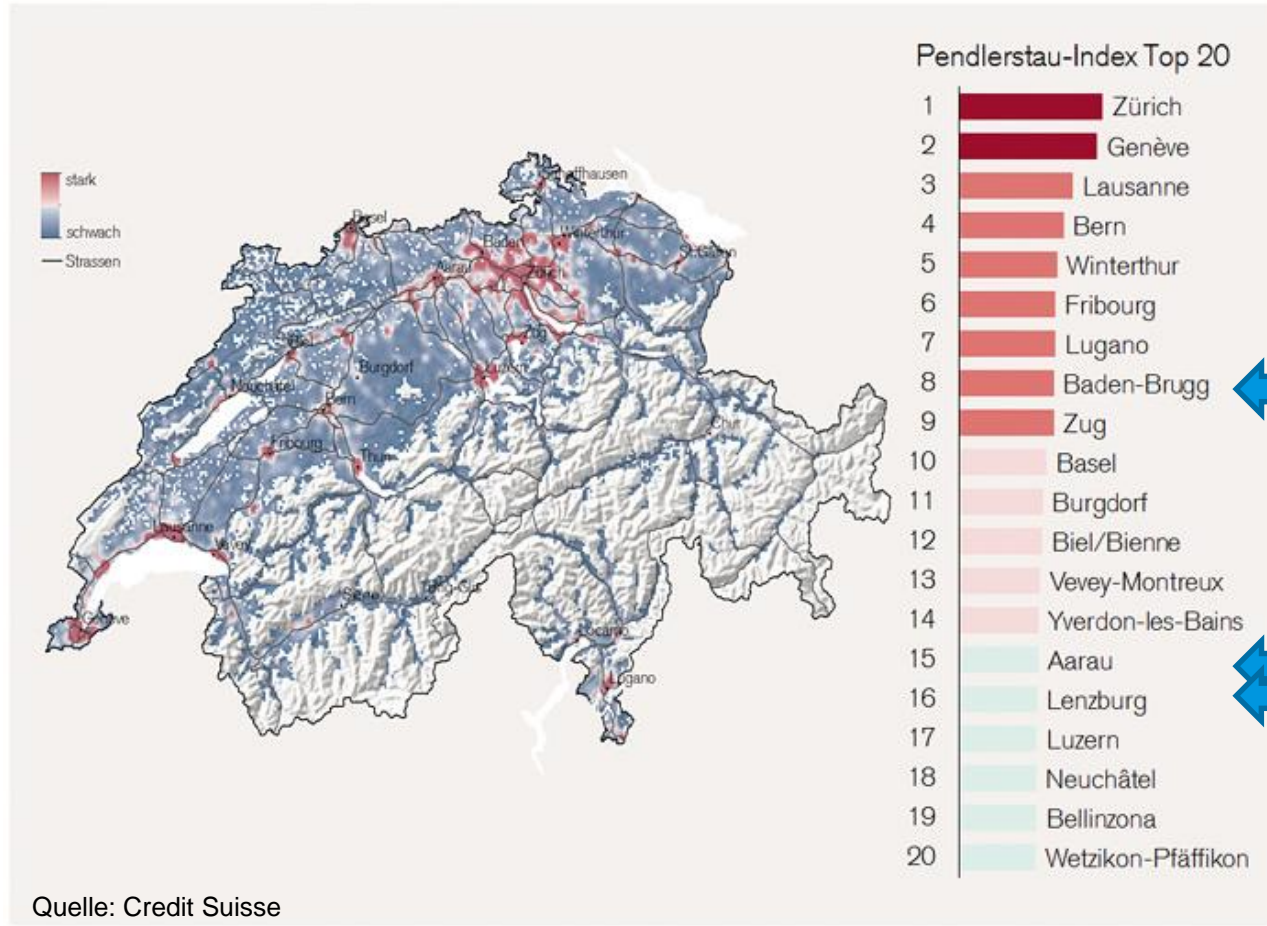 Pendlerstau-Index Top 20
1 Zürich
2 Genève
3 Lausanne
4 Bern
5 Winterthur
6 Fribourg
7 Lugano
8 Baden-Brugg
9 Zug
10 Basel
11 Burgdorf
12 Biel/Bienne
13 Vevey-Montreux
14 Yverdon-les-Bains
15 Aarau
16 Lenzburg
17 Luzern
18 Neuchâtel
19 Bellinzona
20 Wetzikon-Pfäffikon
stark
schwach
Strassen
Schaffhausen
Basel
Baden
Winterthur
St.Gallen
Aarau
Zürich
Zug
Biel
Burgdorf
Luzern
Neuchâtel
Bern
Chur
Fribourg
Thun
Lausanne
Vevey
Sierre
Genève
Locarno
Lugano
Quelle: Credit Suisse